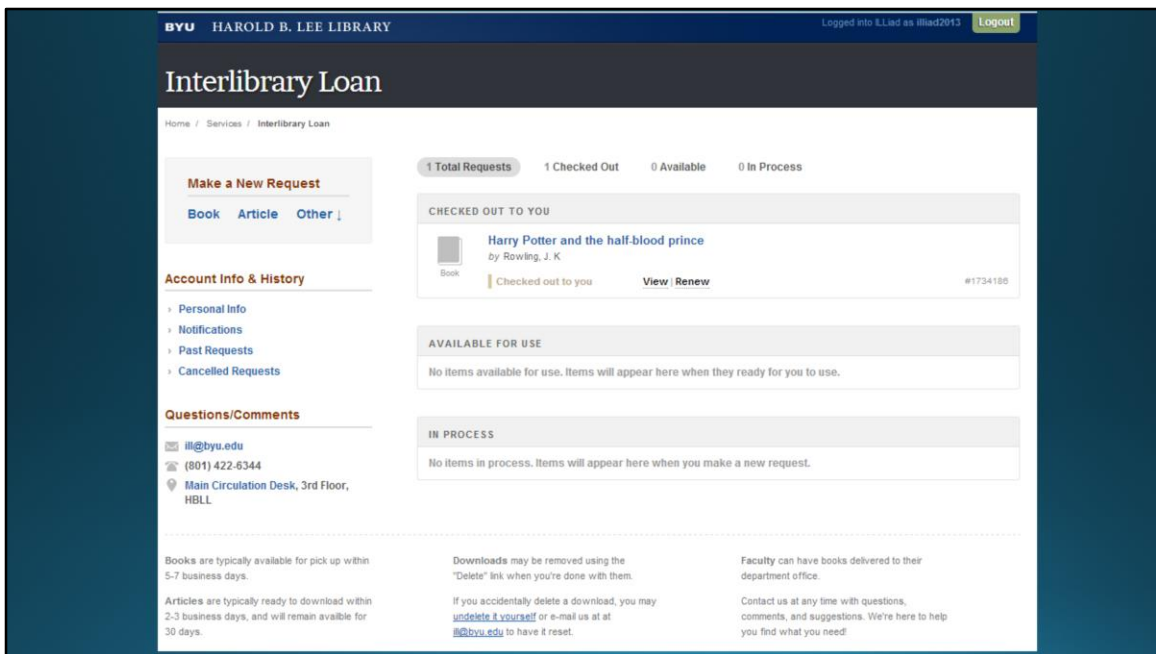 BYU HAROLD B. LEE LIBRARY
Logged into ILLiad as illiad2013 Logout
Interlibrary Loan
Home / Services / Interlibrary Loan
Make a New Request
Book Article Other ↓
Account Info & History
› Personal Info
› Notifications
› Past Requests
› Cancelled Requests
Questions/Comments
ill@byu.edu
(801) 422-6344
Main Circulation Desk, 3rd Floor,
HBLL
1 Total Requests 1 Checked Out 0 Available 0 In Process
CHECKED OUT TO YOU
Harry Potter and the half-blood prince
by Rowling, J. K
Book
Checked out to you View | Renew #1734186
AVAILABLE FOR USE
No items available for use. Items will appear here when they ready for you to use.
IN PROCESS
No items in process. Items will appear here when you make a new request.
Books are typically available for pick up within
5-7 business days.
Articles are typically ready to download within
2-3 business days, and will remain availble for
30 days.
Downloads may be removed using the
"Delete" link when you're done with them.
If you accidentally delete a download, you may
undelete it yourself or e-mail us at at
ill@byu.edu to have it reset.
Faculty can have books delivered to their
department office.
Contact us at any time with questions,
comments, and suggestions. We're here to help
you find what you need!